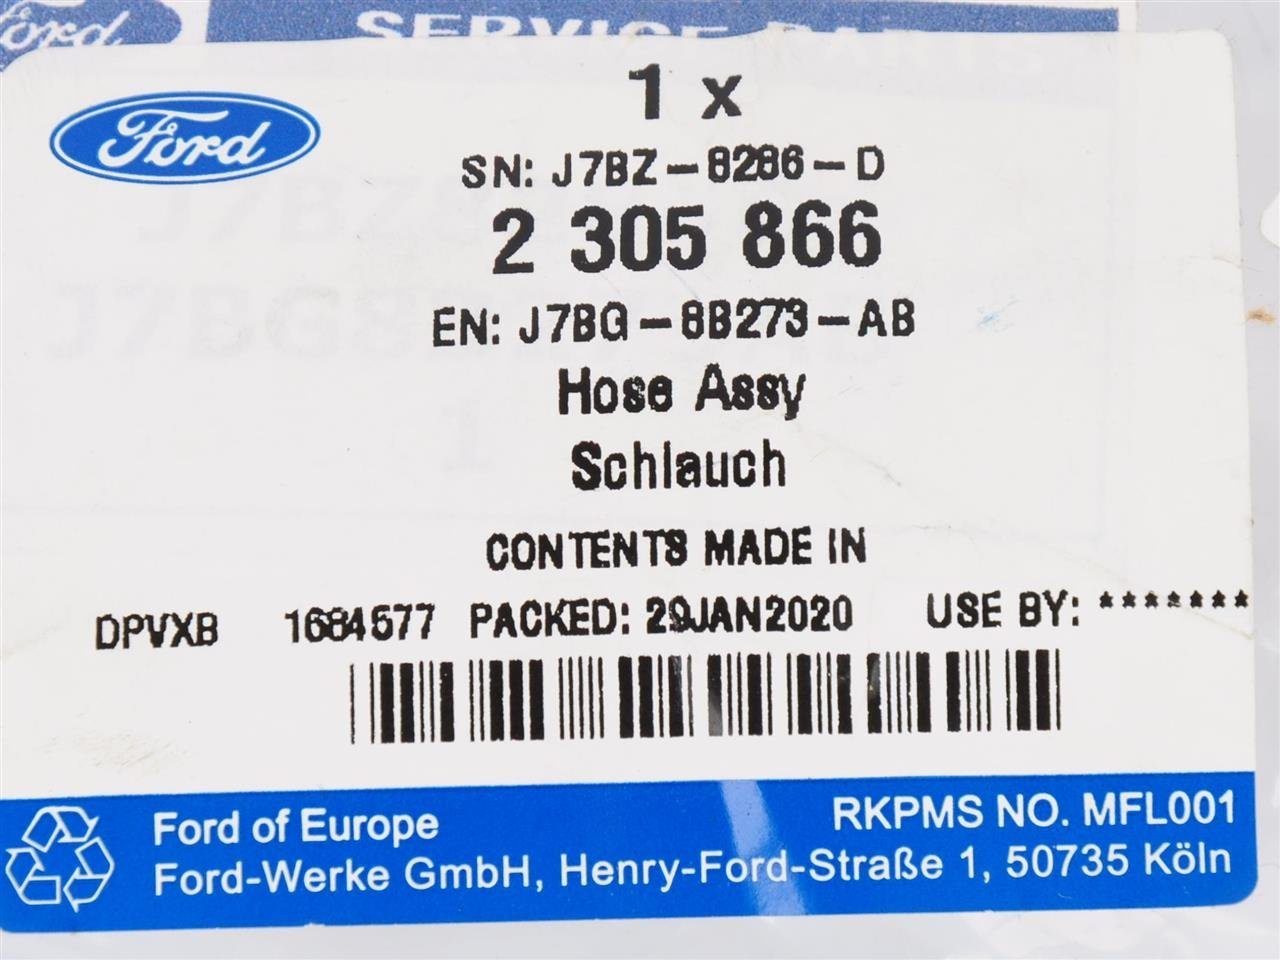 Ford SERVICE PARTS
Ford
1 x
SN: J7BZ-8286-D
2 305 866
EN: J7BG-8B273-AB
Hose Assy
Schlauch
CONTENTS MADE IN
DPVXB 1684577 PACKED: 29JAN2020 USE BY: *******
Ford of Europe
RKPMS NO. MFL001
Ford-Werke GmbH, Henry-Ford-Straße 1, 50735 Köln